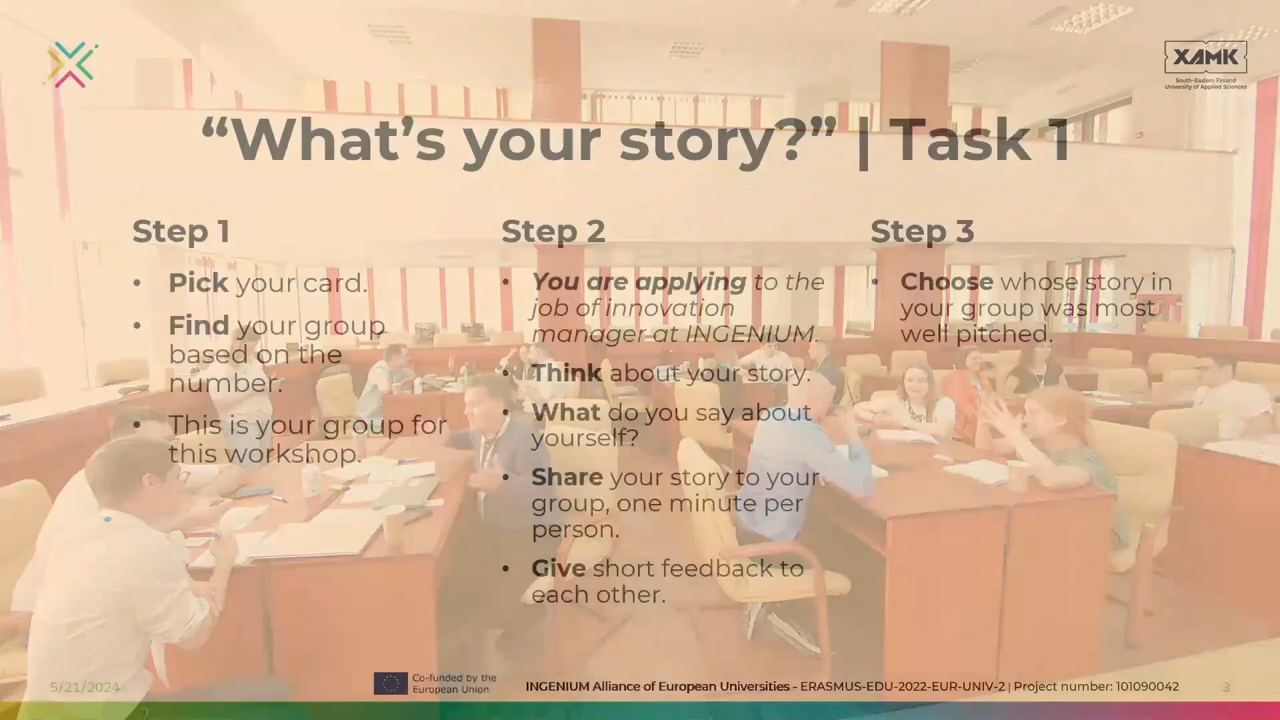 XAMK
South-Eastern Finland
University of Applied Sciences
“What’s your story?” | Task 1
Step 1
• Pick your card.
• Find your group
based on the
number.
• This is your group for
this workshop.
Step 2
• You are applying to the
job of innovation
manager at INGENIUM.
• Think about your story.
• What do you say about
yourself?
• Share your story to your
group, one minute per
person.
• Give short feedback to
each other.
Step 3
• Choose whose story in
your group was most
well pitched.
5/21/2024
Co-funded by the
European Union
INGENIUM Alliance of European Universities - ERASMUS-EDU-2022-EUR-UNIV-2 | Project number: 101090042
3